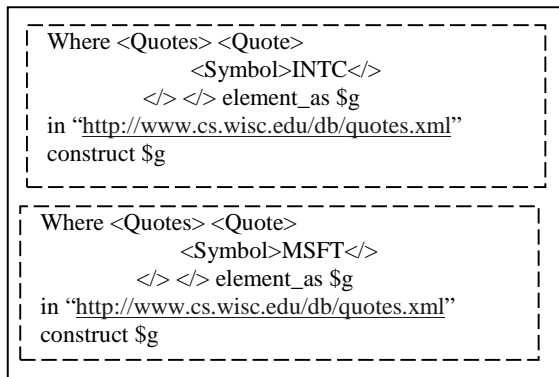 Where <Quotes> <Quote>
<Symbol>INTC</>
</> </> element_as $g
in “http://www.cs.wisc.edu/db/quotes.xml”
construct $g
Where <Quotes> <Quote>
<Symbol>MSFT</>
</> </> element_as $g
in “http://www.cs.wisc.edu/db/quotes.xml”
construct $g